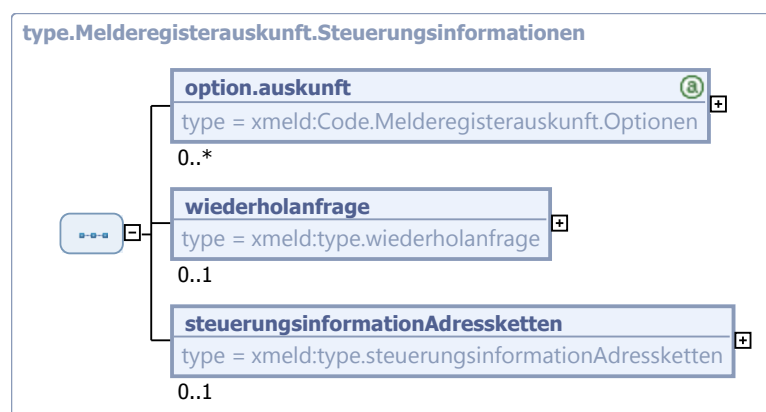 type.Melderegisterauskunft.Steuerungsinformationen
option.auskunft
type = xmeld:Code.Melderegisterauskunft.Optionen
0..*
wiederholanfrage
type = xmeld:type.wiederholanfrage
0..1
steuerungsinformationAdressketten
type = xmeld:type.steuerungsinformationAdressketten
0..1